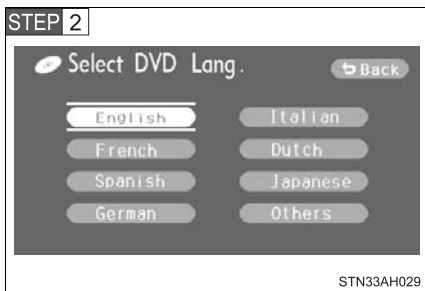 STEP 2
Select DVD Lang.
Back
English
Italian
French
Dutch
Spanish
Japanese
German
Others
STN33AH029